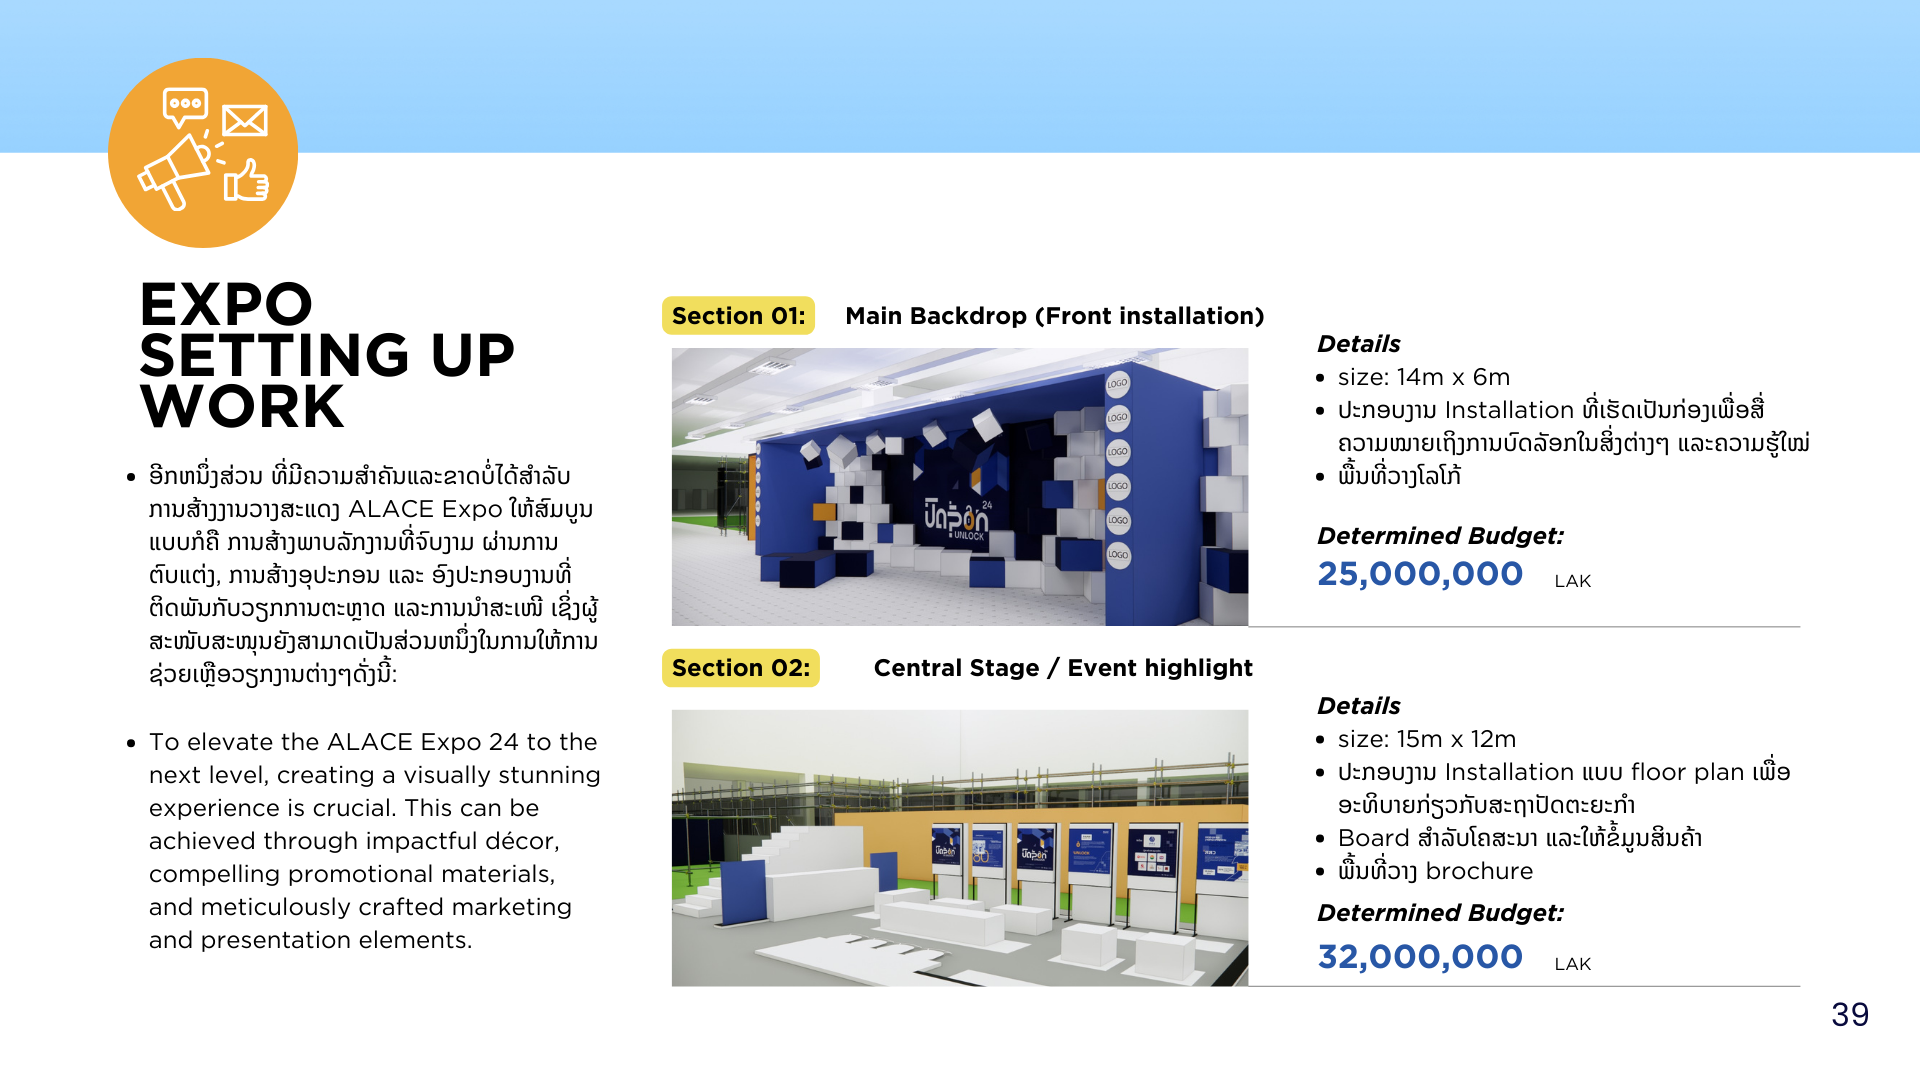 EXPO
SETTING UP
WORK
• ອີກຫນຶ່ງສ່ວນ ທີ່ມີຄວາມສຳຄັນແລະຂາດບໍ່ໄດ້ສຳລັບ
ການສ້າງງານວາງສະແດງ ALACE Expo ໃຫ້ສົມບູນ
ແບບກໍຄື ການສ້າງພາບລັກງານທີ່ຈົບງາມ ຜ່ານການ
ຕົບແຕ່ງ, ການສ້າງອຸປະກອນ ແລະ ອົງປະກອບງານທີ່
ຕິດພັນກັບວຽກການຕະຫຼາດ ແລະການນຳສະເໜີ ເຊິ່ງຜູ້
ສະໜັບສະໜຸນຍັງສາມາດເປັນສ່ວນຫນຶ່ງໃນການໃຫ້ການ
ຊ່ວຍເຫຼືອວຽກງານຕ່າງໆດັ່ງນີ້:
• To elevate the ALACE Expo 24 to the
next level, creating a visually stunning
experience is crucial. This can be
achieved through impactful décor,
compelling promotional materials,
and meticulously crafted marketing
and presentation elements.
Section 01: Main Backdrop (Front installation)
LOGO
LOGO
LOGO
LOGO
LOGO
LOGO
24
UNLOCK
Details
• size: 14m x 6m
• ປະກອບງານ Installation ທີ່ເຮັດເປັນກ່ອງເພື່ອສື່
ຄວາມໝາຍເຖິງການບົດລັອກໃນສິ່ງຕ່າງໆ ແລະຄວາມຮູ້ໃໝ່
• ພື້ນທີ່ວາງໂລໂກ້
Determined Budget:
25,000,000 LAK
Section 02: Central Stage / Event highlight
Details
• size: 15m x 12m
• ປະກອບງານ Installation ແບບ floor plan ເພື່ອ
ອະທິບາຍກ່ຽວກັບສະຖາປັດຕະຍະກຳ
• Board ສຳລັບໂຄສະນາ ແລະໃຫ້ຂໍ້ມູນສິນຄ້າ
• ພື້ນທີ່ວາງ brochure
Determined Budget:
32,000,000 LAK
39